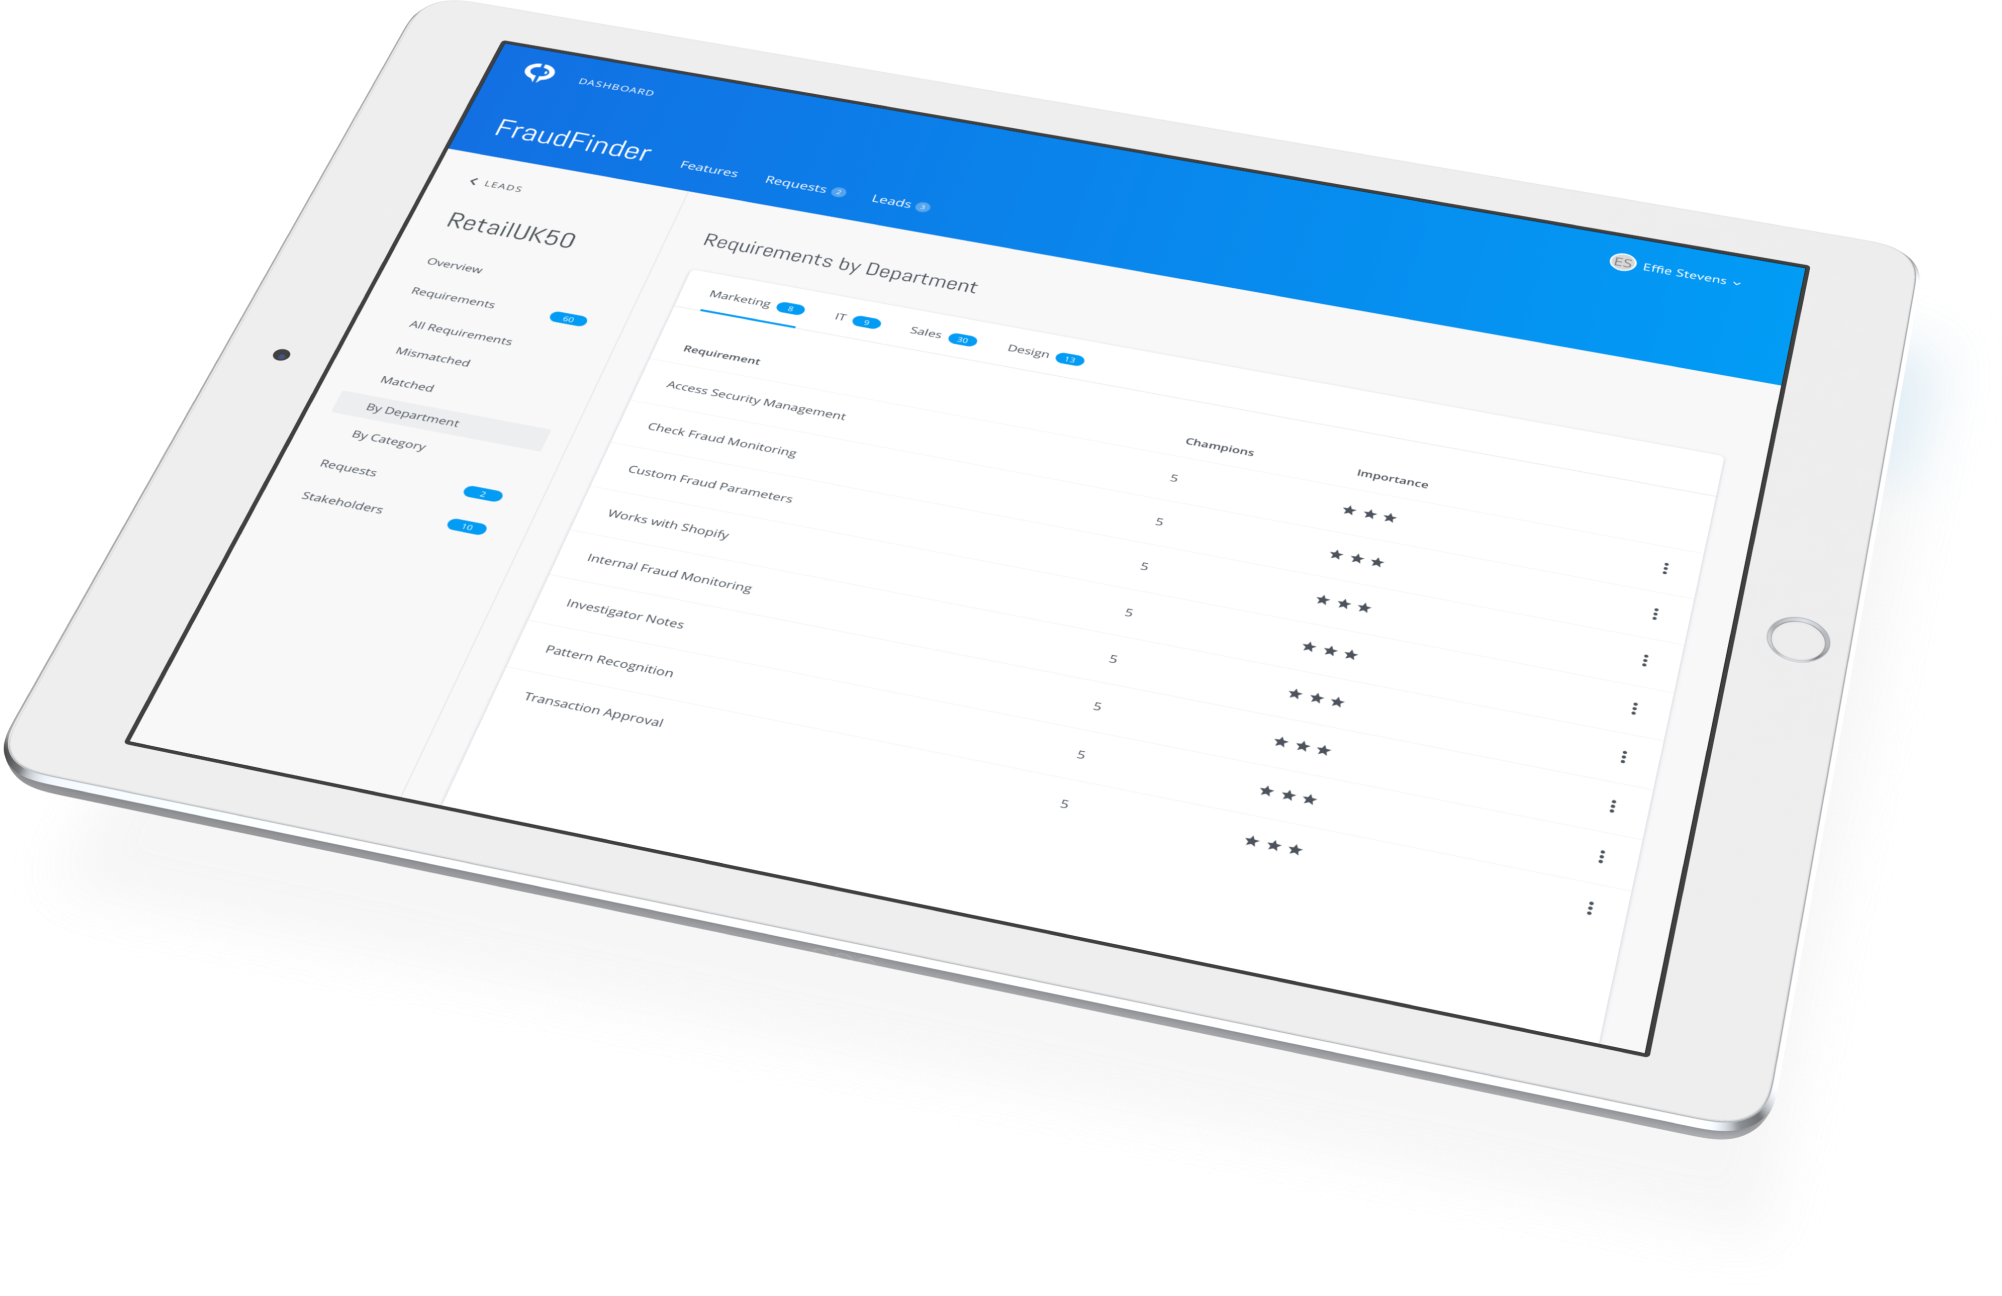 DASHBOARD
FraudFinder
Features
Requests 2
Leads 3
ES Effie Stevens
LEADS
RetailUK50
Overview
Requirements 60
All Requirements
Mismatched
Matched
By Department
By Category
Requests 2
Stakeholders 10
Requirements by Department
Marketing 8 IT 9 Sales 30 Design 13
Requirement Champions Importance
Access Security Management 5
Check Fraud Monitoring 5
Custom Fraud Parameters 5
Works with Shopify 5
Internal Fraud Monitoring 5
Investigator Notes 5
Pattern Recognition 5
Transaction Approval 5